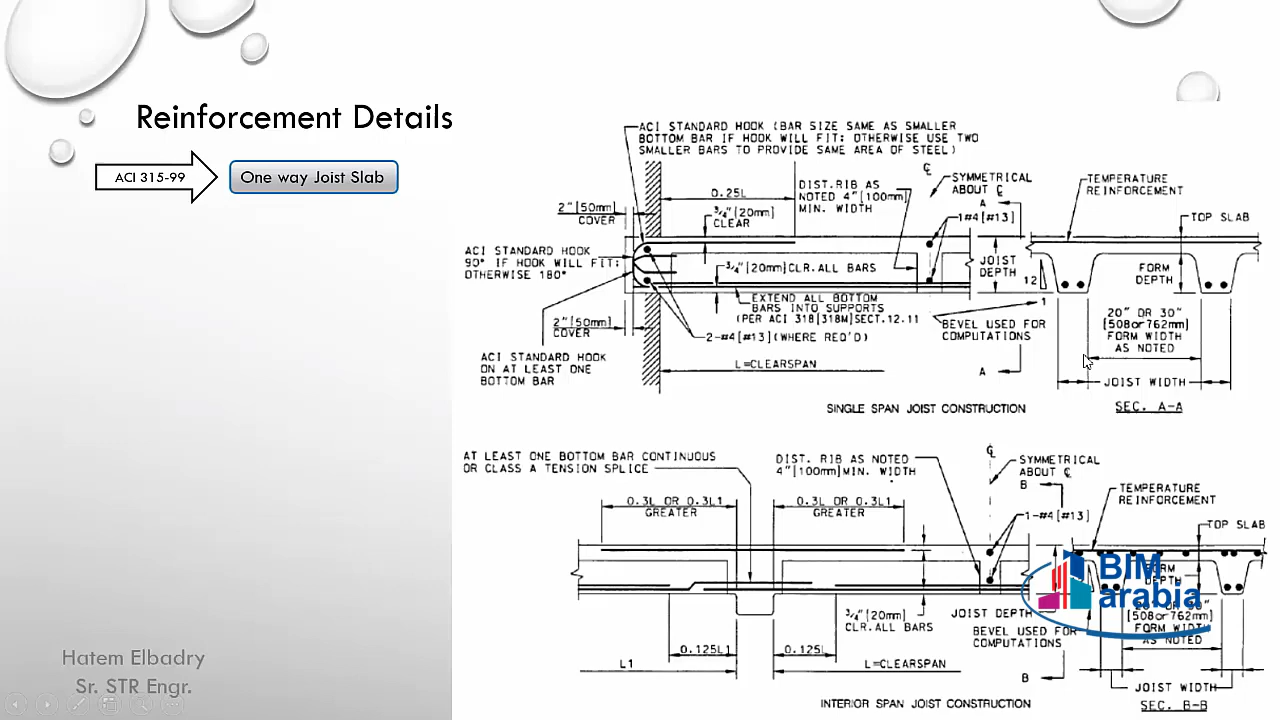 Reinforcement Details
ACI 315-99
One way Joist Slab
ACI STANDARD HOOK (BAR SIZE SAME AS SMALLER
BOTTOM BAR IF HOOK WILL FIT: OTHERWISE USE TWO
SMALLER BARS TO PROVIDE SAME AREA OF STEEL)
0.25L
DIST.RIB AS
NOTED 4"[100mm]
MIN. WIDTH
℄
SYMMETRICAL
ABOUT ℄
A
1#4[#13]
TEMPERATURE
REINFORCEMENT
TOP SLAB
2"[50mm]
COVER
3/4"[20mm]
CLEAR
ACI STANDARD HOOK
90° IF HOOK WILL FIT:
OTHERWISE 180°
3/4"[20mm]CLR.ALL BARS
JOIST
DEPTH
12
1
FORM
DEPTH
EXTEND ALL BOTTOM
BARS INTO SUPPORTS
(PER ACI 318[318M]SECT.12.11
2"[50mm]
COVER
2-#4[#13](WHERE REQ'D)
BEVEL USED FOR
COMPUTATIONS
20" OR 30"
[508or762mm]
FORM WIDTH
AS NOTED
ACI STANDARD HOOK
ON AT LEAST ONE
BOTTOM BAR
L=CLEARSPAN
A
JOIST WIDTH
SINGLE SPAN JOIST CONSTRUCTION
SEC. A-A
AT LEAST ONE BOTTOM BAR CONTINUOUS
OR CLASS A TENSION SPLICE
DIST. RIB AS NOTED
4"[100mm]MIN. WIDTH
℄
SYMMETRICAL
ABOUT ℄
B
0.3L OR 0.3L1
GREATER
0.3L OR 0.3L1
GREATER
1-#4[#13]
TEMPERATURE
REINFORCEMENT
TOP SLAB
BIM
arabia
FORM
DEPTH
3/4"[20mm]
CLR.ALL BARS
JOIST DEPTH
BEVEL USED FOR
COMPUTATIONS
20" OR 30"
[508or762mm]
FORM WIDTH
AS NOTED
0.125L1
0.125L
L1
L=CLEARSPAN
B
JOIST WIDTH
INTERIOR SPAN JOIST CONSTRUCTION
SEC. B-B
Hatem Elbadry
Sr. STR Engr.